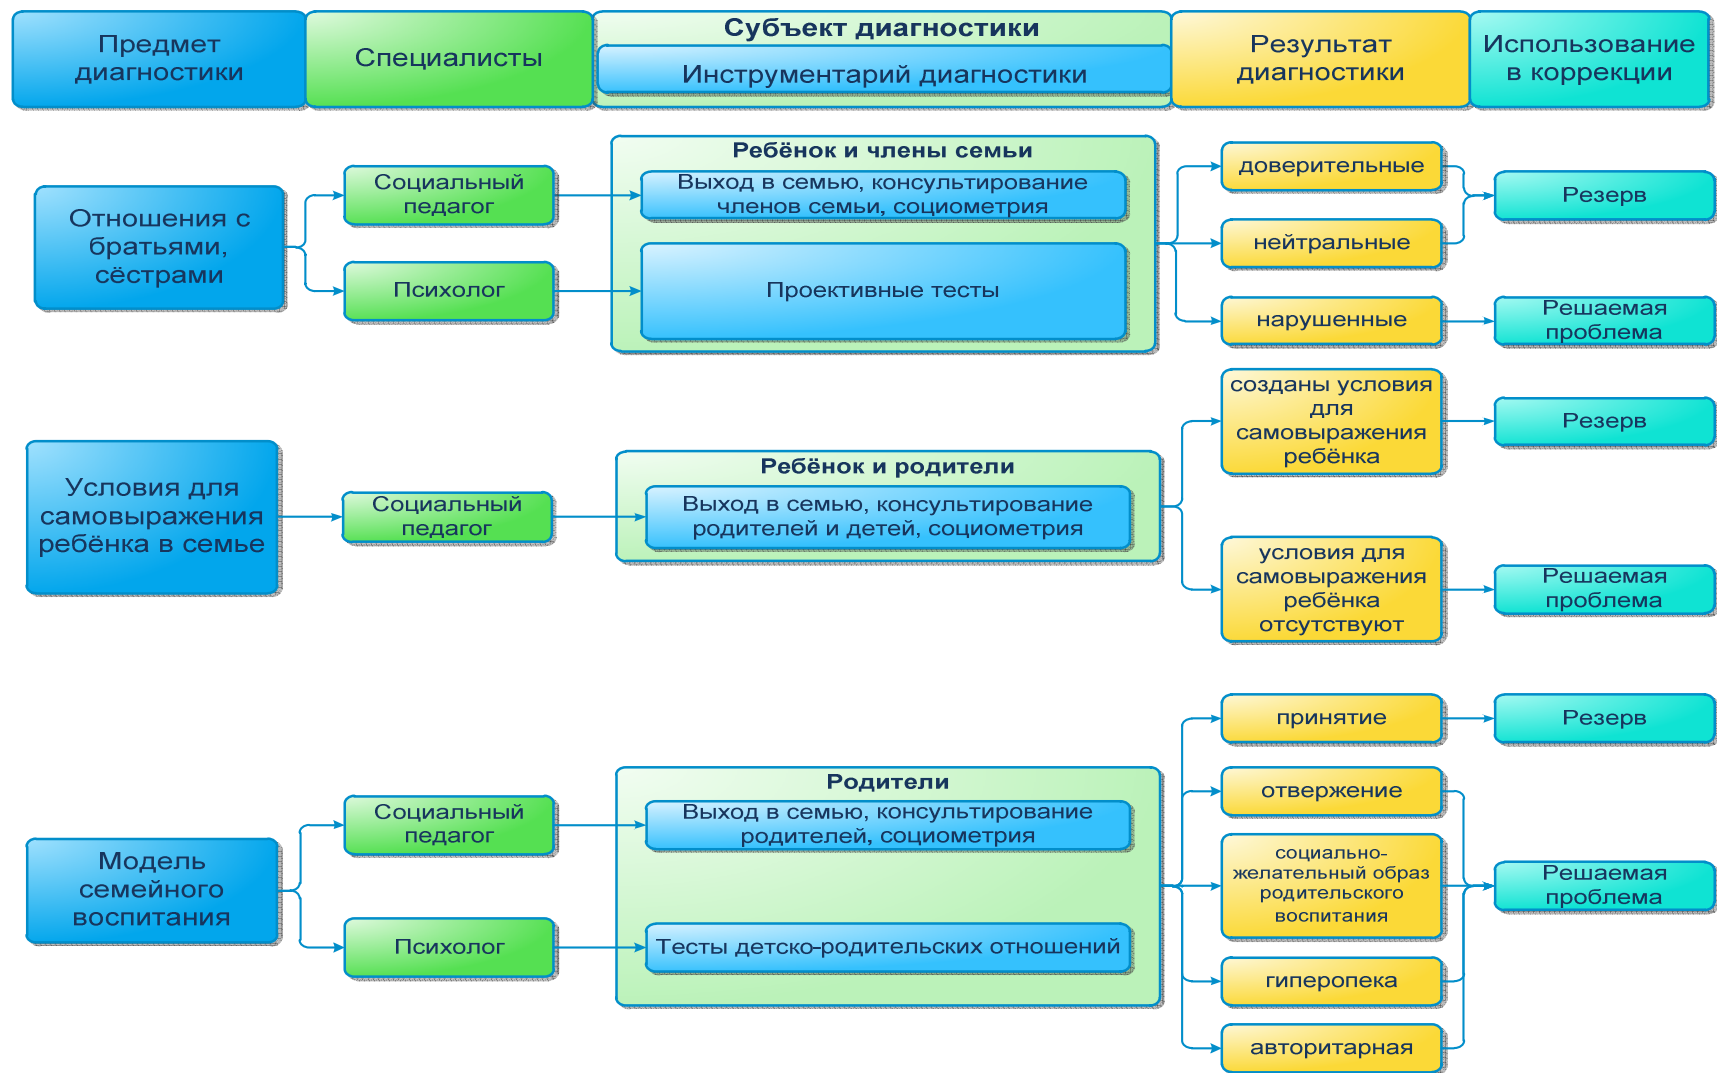 Предмет
диагностики
Специалисты
Субъект диагностики
Инструментарий диагностики
Результат
диагностики
Использование
в коррекции
Отношения с
братьями,
сёстрами
Социальный
педагог
Психолог
Ребёнок и члены семьи
Выход в семью, консультирование
членов семьи, социометрия
Проективные тесты
доверительные
нейтральные
нарушенные
Резерв
Решаемая
проблема
Условия для
самовыражения
ребёнка в семье
Социальный
педагог
Ребёнок и родители
Выход в семью, консультирование
родителей и детей, социометрия
созданы условия
для
самовыражения
ребёнка
условия для
самовыражения
ребёнка
отсутствуют
Резерв
Решаемая
проблема
Модель
семейного
воспитания
Социальный
педагог
Психолог
Родители
Выход в семью, консультирование
родителей, социометрия
Тесты детско-родительских отношений
принятие
отвержение
социально-
желательный образ
родительского
воспитания
гиперопека
авторитарная
Резерв
Решаемая
проблема